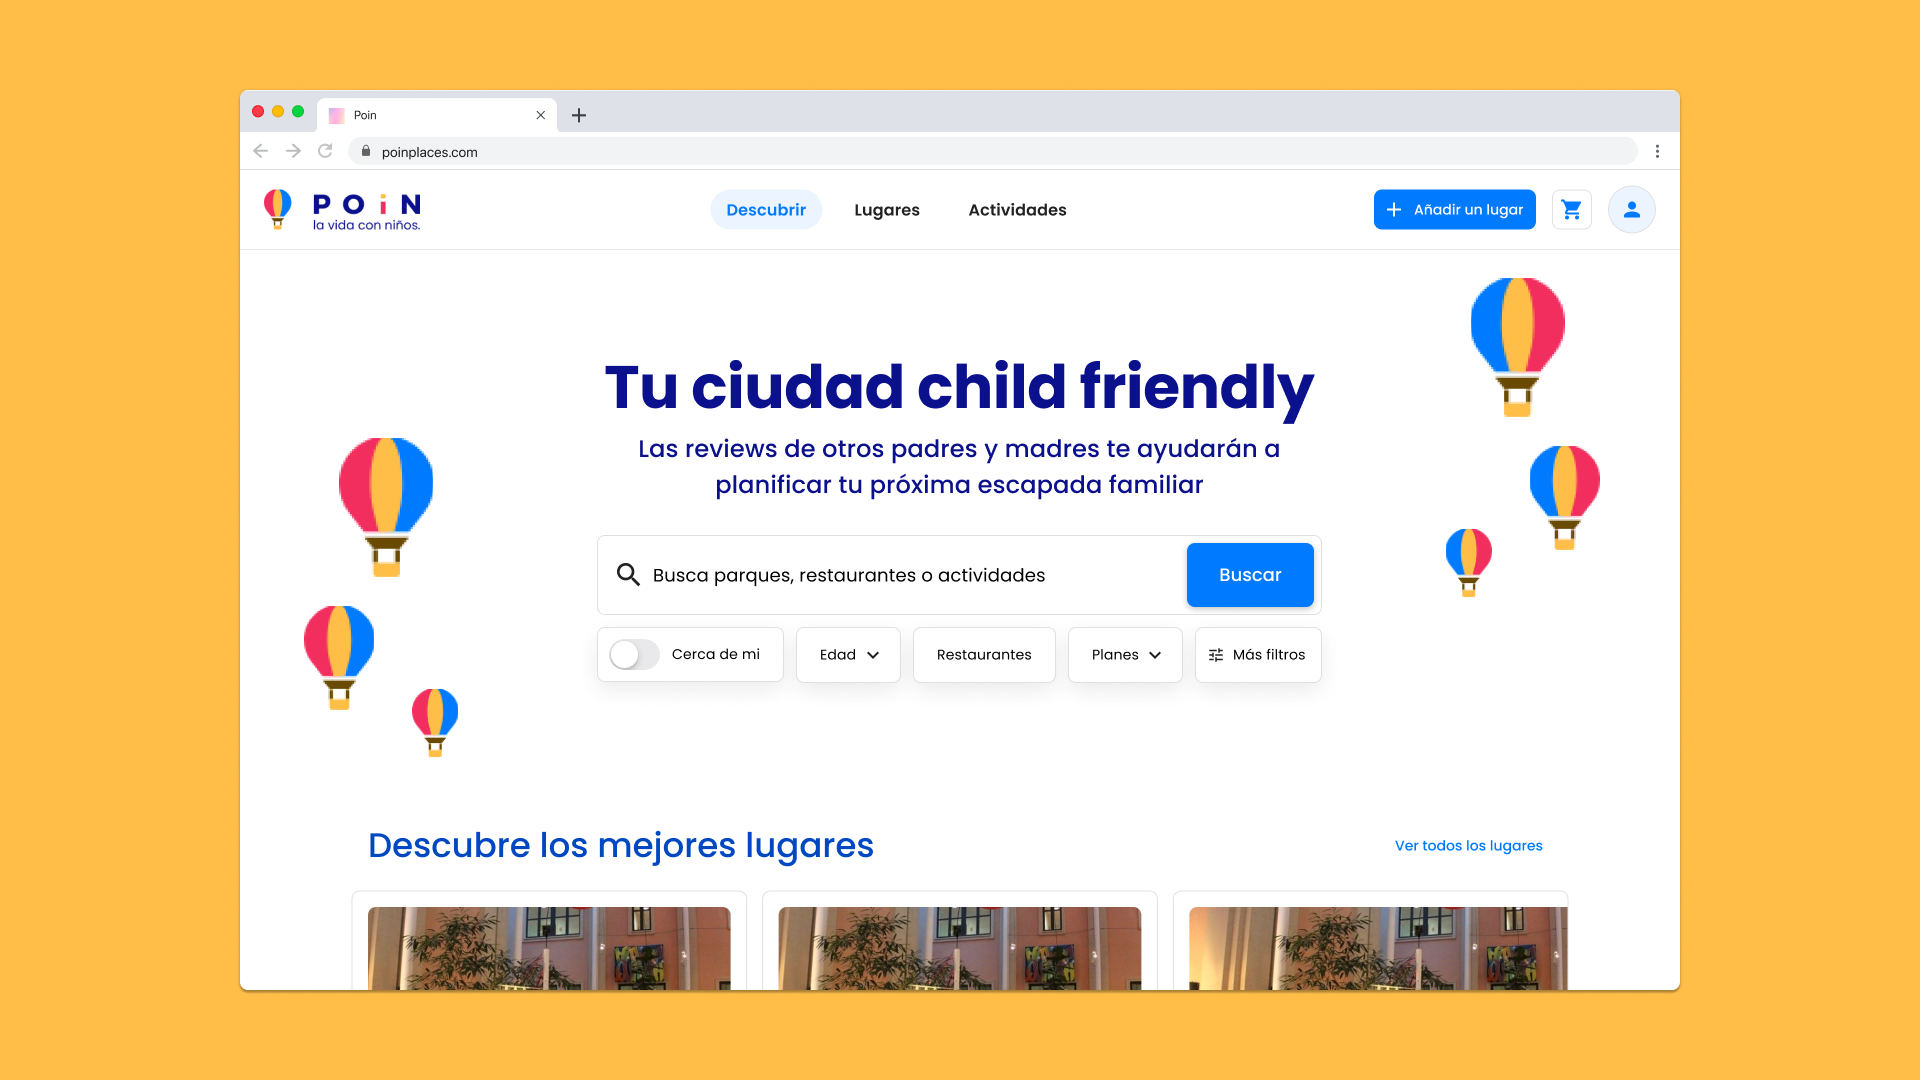 Poin
poinplaces.com
POiN
la vida con niños.
Descubrir
Lugares
Actividades
Añadir un lugar
Tu ciudad child friendly
Las reviews de otros padres y madres te ayudarán a
planificar tu próxima escapada familiar
Busca parques, restaurantes o actividades
Buscar
Cerca de mi
Edad
Restaurantes
Planes
Más filtros
Descubre los mejores lugares
Ver todos los lugares